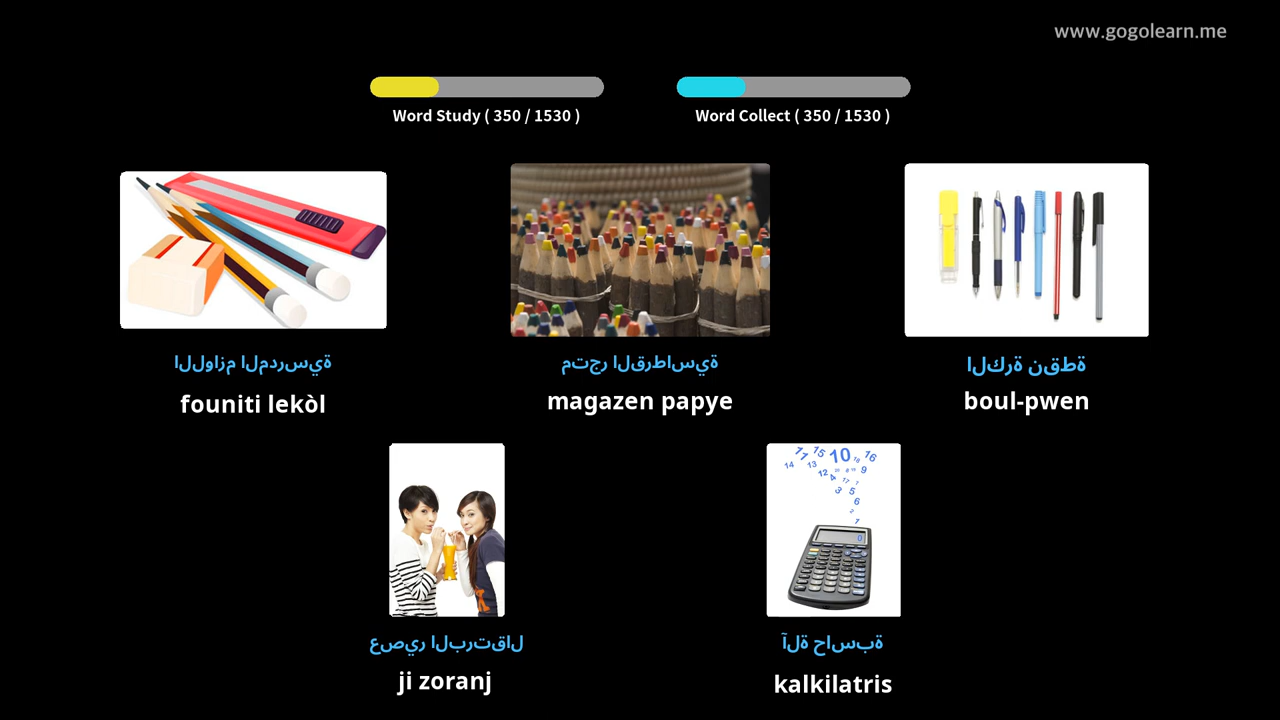 www.gogolearn.me
Word Study ( 350 / 1530 )
Word Collect ( 350 / 1530 )
اللوازم المدرسية
founiti lekòl
متجر القرطاسية
magazen papye
الكرة نقطة
boul-pwen
عصير البرتقال
ji zoranj
آلة حاسبة
kalkilatris